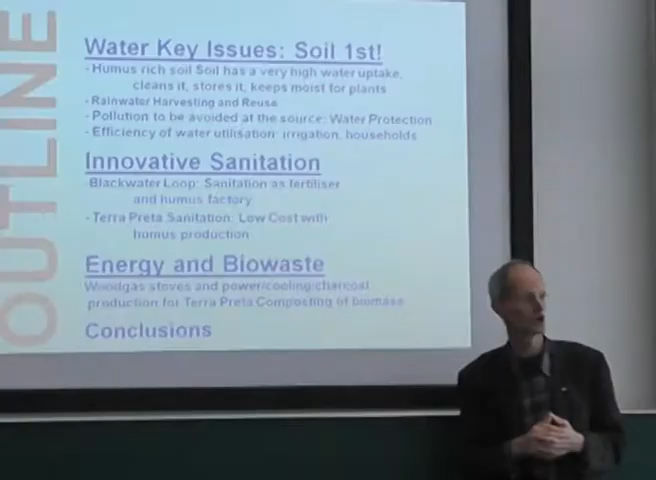 OUTLINE
Water Key Issues: Soil 1st!
- Humus rich soil Soil has a very high water uptake,
cleans it, stores it, keeps moist for plants
- Rainwater Harvesting and Reuse
- Pollution to be avoided at the source: Water Protection
- Efficiency of water utilisation: irrigation, households
Innovative Sanitation
Blackwater Loop: Sanitation as fertiliser
and humus factory
- Terra Preta Sanitation: Low Cost with
humus production
Energy and Biowaste
Woodgas stoves and power/cooling/charcoal
production for Terra Preta Composting of biomass
Conclusions